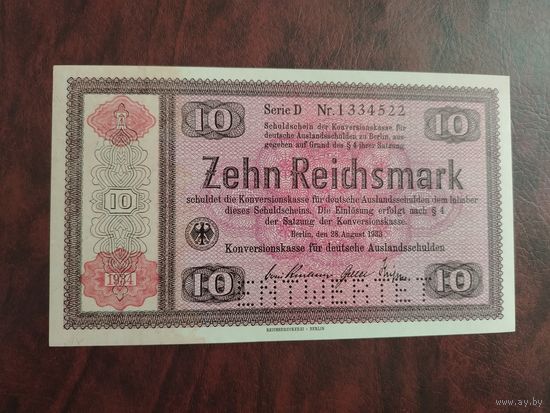 Serie D Nr. 1334522
10
10
Schuldschein der Konversionskasse für
deutsche Auslandsschulden zu Berlin, aus-
gegeben auf Grund des § 4 ihrer Satzung
Zehn Reichsmark
schuldet die Konversionskasse für deutsche Auslandsschulden dem Inhaber
dieses Schuldscheins. Die Einlösung erfolgt nach § 4
der Satzung der Konversionskasse.
Berlin, den 28. August 1933
Konversionskasse für deutsche Auslandsschulden
10
1934
10
10
ENTWERTET
REICHSDRUCKEREI · BERLIN
www.ay.by